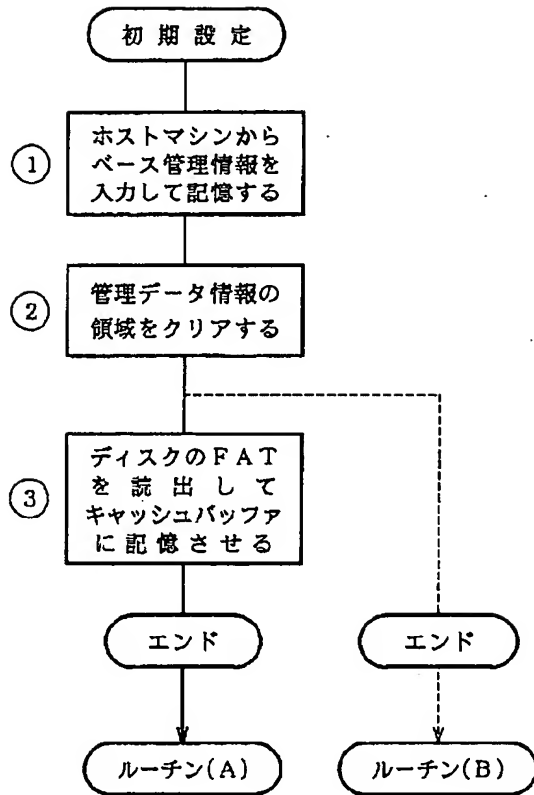 初期設定
①
ホストマシンから
ベース管理情報を
入力して記憶する
②
管理データ情報の
領域をクリアする
③
ディスクのFAT
を読出して
キャッシュバッファ
に記憶させる
エンド
エンド
ルーチン(A)
ルーチン(B)